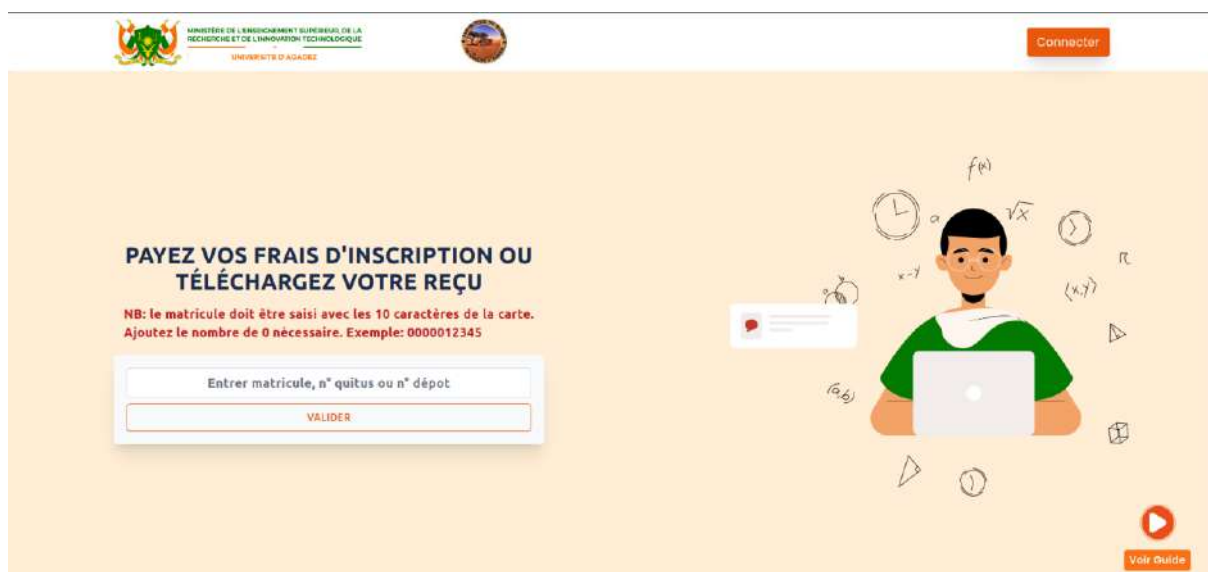 MINISTÈRE DE L'ENSEIGNEMENT SUPÉRIEUR, DE LA
RECHERCHE ET DE L'INNOVATION TECHNOLOGIQUE
UNIVERSITE D'AGADEZ
Connecter
PAYEZ VOS FRAIS D'INSCRIPTION OU
TÉLÉCHARGEZ VOTRE REÇU
NB: le matricule doit être saisi avec les 10 caractères de la carte.
Ajoutez le nombre de 0 nécessaire. Exemple: 0000012345
Entrer matricule, n° quitus ou n° dépot
VALIDER
f(x)
a
√x
x-y
π
(x,y)
(a,b)
Voir Guide